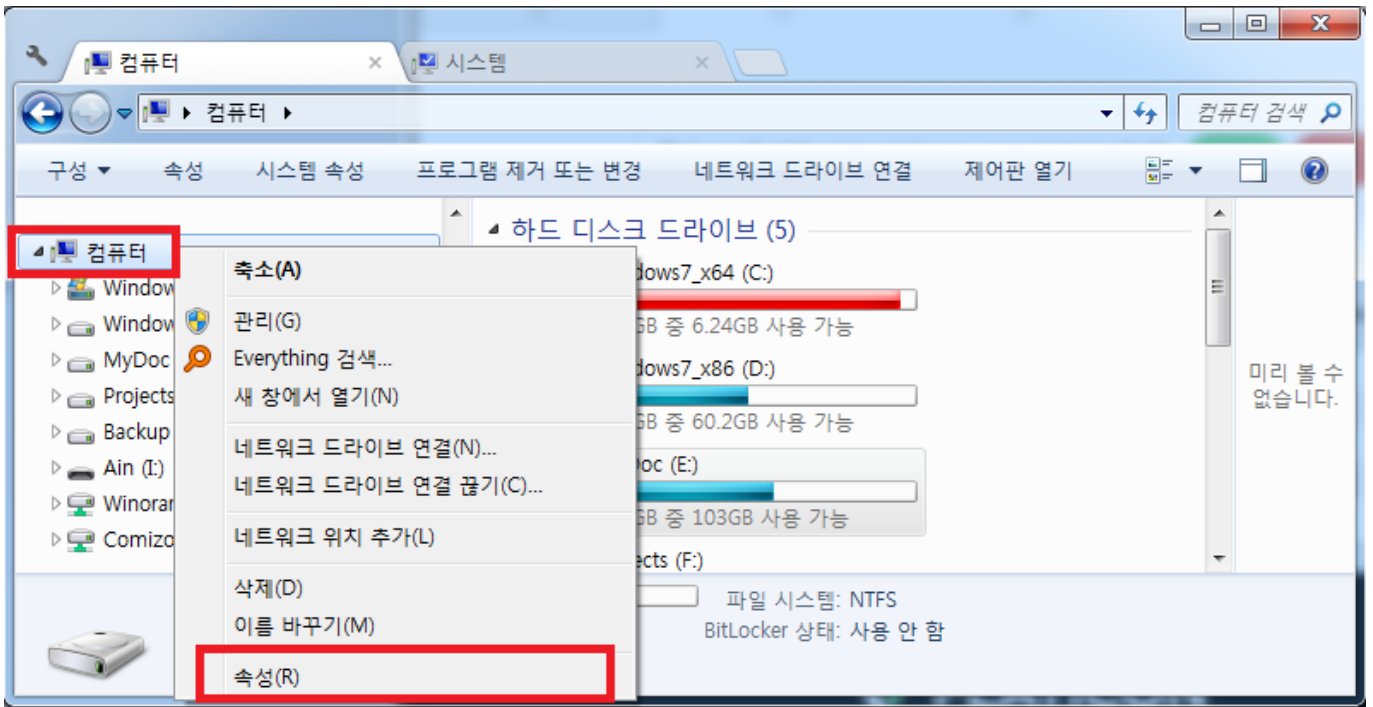 컴퓨터
시스템
컴퓨터
컴퓨터 검색
구성 속성 시스템 속성 프로그램 제거 또는 변경 네트워크 드라이브 연결 제어판 열기
컴퓨터
Window
Window
MyDoc
Projects
Backup
Ain (I:)
Winoran
Comizo
축소(A)
관리(G)
Everything 검색...
새 창에서 열기(N)
네트워크 드라이브 연결(N)...
네트워크 드라이브 연결 끊기(C)...
네트워크 위치 추가(L)
삭제(D)
이름 바꾸기(M)
속성(R)
하드 디스크 드라이브 (5)
dows7_x64 (C:)
GB 중 6.24GB 사용 가능
dows7_x86 (D:)
GB 중 60.2GB 사용 가능
Doc (E:)
GB 중 103GB 사용 가능
ects (F:)
미리 볼 수
없습니다.
파일 시스템: NTFS
BitLocker 상태: 사용 안 함